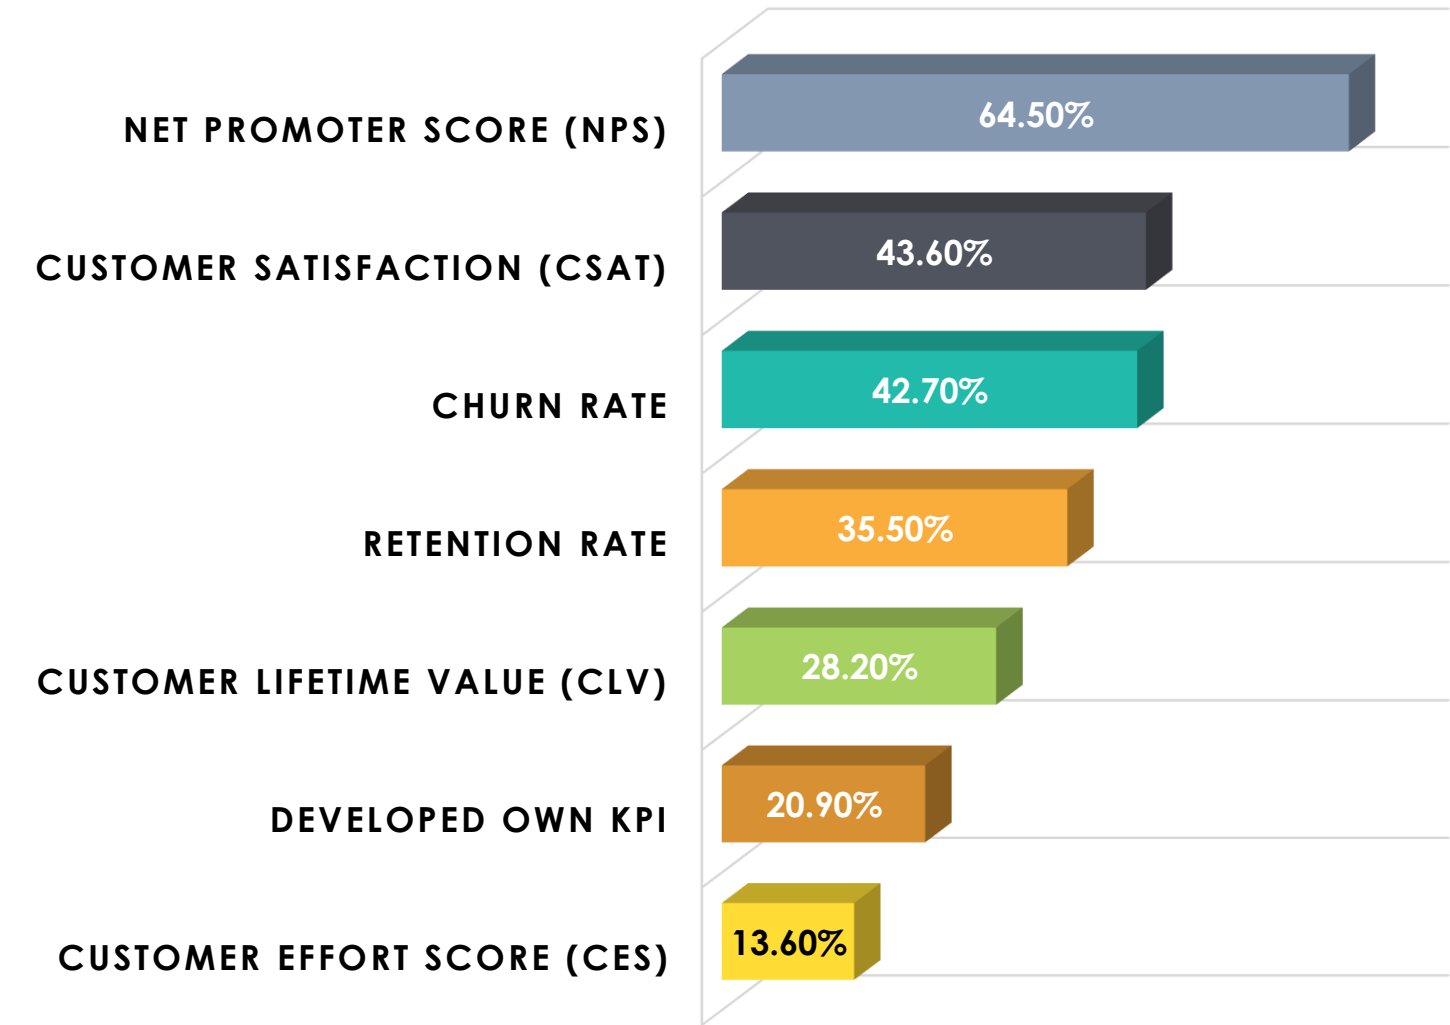 NET PROMOTER SCORE (NPS) 64.50%
CUSTOMER SATISFACTION (CSAT) 43.60%
CHURN RATE 42.70%
RETENTION RATE 35.50%
CUSTOMER LIFETIME VALUE (CLV) 28.20%
DEVELOPED OWN KPI 20.90%
CUSTOMER EFFORT SCORE (CES) 13.60%